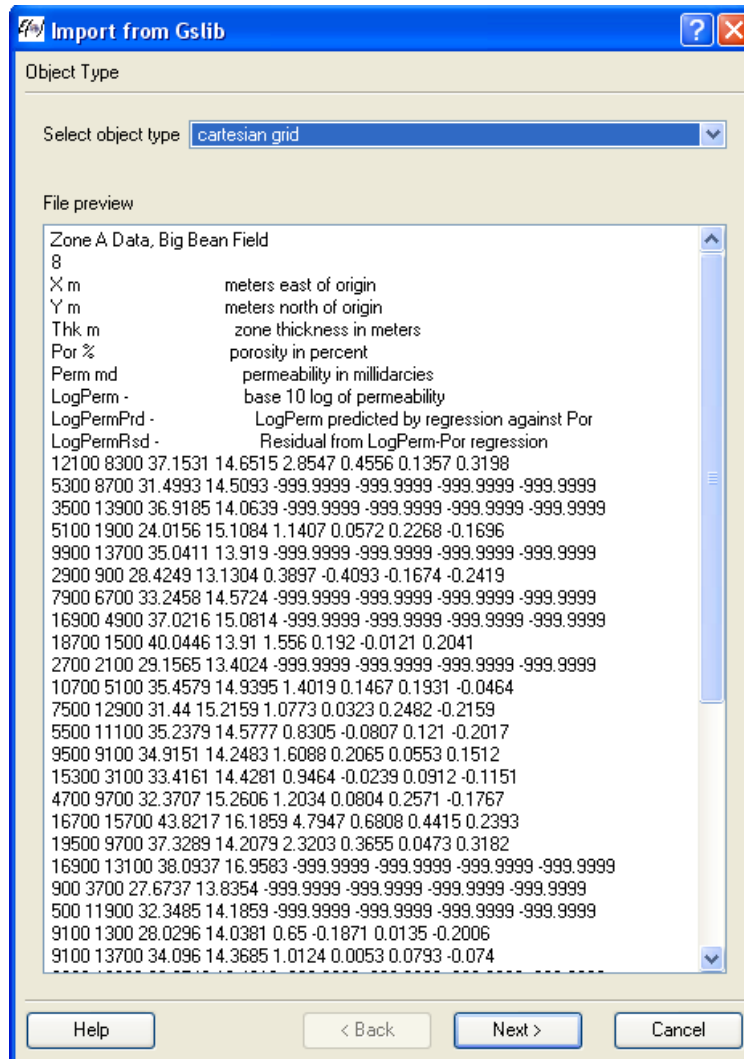 Import from Gslib
Object Type
Select object type cartesian grid
File preview
Zone A Data, Big Bean Field
8
X m meters east of origin
Y m meters north of origin
Thk m zone thickness in meters
Por % porosity in percent
Perm md permeability in millidarcies
LogPerm - base 10 log of permeability
LogPermPrd - LogPerm predicted by regression against Por
LogPermRsd - Residual from LogPerm-Por regression
12100 8300 37.1531 14.6515 2.8547 0.4556 0.1357 0.3198
5300 8700 31.4993 14.5093 -999.9999 -999.9999 -999.9999 -999.9999
3500 13900 36.9185 14.0639 -999.9999 -999.9999 -999.9999 -999.9999
5100 1900 24.0156 15.1084 1.1407 0.0572 0.2268 -0.1696
9900 13700 35.0411 13.919 -999.9999 -999.9999 -999.9999 -999.9999
2900 900 28.4249 13.1304 0.3897 -0.4093 -0.1674 -0.2419
7900 6700 33.2458 14.5724 -999.9999 -999.9999 -999.9999 -999.9999
16900 4900 37.0216 15.0814 -999.9999 -999.9999 -999.9999 -999.9999
18700 1500 40.0446 13.91 1.556 0.192 -0.0121 0.2041
2700 2100 29.1565 13.4024 -999.9999 -999.9999 -999.9999 -999.9999
10700 5100 35.4579 14.9395 1.4019 0.1467 0.1931 -0.0464
7500 12900 31.44 15.2159 1.0773 0.0323 0.2482 -0.2159
5500 11100 35.2379 14.5777 0.8305 -0.0807 0.121 -0.2017
9500 9100 34.9151 14.2483 1.6088 0.2065 0.0553 0.1512
15300 3100 33.4161 14.4281 0.9464 -0.0239 0.0912 -0.1151
4700 9700 32.3707 15.2606 1.2034 0.0804 0.2571 -0.1767
16700 15700 43.8217 16.1859 4.7947 0.6808 0.4415 0.2393
19500 9700 37.3289 14.2079 2.3203 0.3655 0.0473 0.3182
16900 13100 38.0937 16.9583 -999.9999 -999.9999 -999.9999 -999.9999
900 3700 27.6737 13.8354 -999.9999 -999.9999 -999.9999 -999.9999
500 11900 32.3485 14.1859 -999.9999 -999.9999 -999.9999 -999.9999
9100 1300 28.0296 14.0381 0.65 -0.1871 0.0135 -0.2006
9100 13700 34.096 14.3685 1.0124 0.0053 0.0793 -0.074
Help < Back Next > Cancel